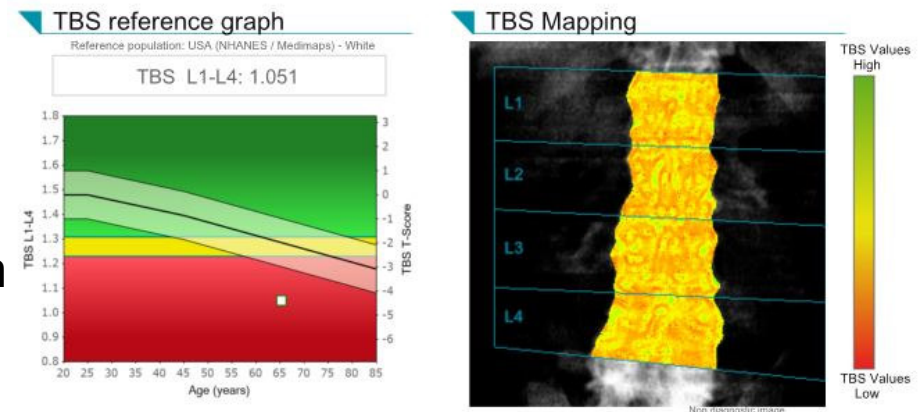 TBS reference graph
Reference population: USA (NHANES / Medimaps) - White
TBS L1-L4: 1.051
1.8
1.7
1.6
1.5
1.4
1.3
1.2
1.1
1.0
0.9
0.8
TBS L1-L4
3
2
1
0
-1
-2
-3
-4
-5
-6
TBS T-Score
20 25 30 35 40 45 50 55 60 65 70 75 80 85
Age (years)
TBS Mapping
L1
L2
L3
L4
Non diagnostic image
TBS Values
High
TBS Values
Low